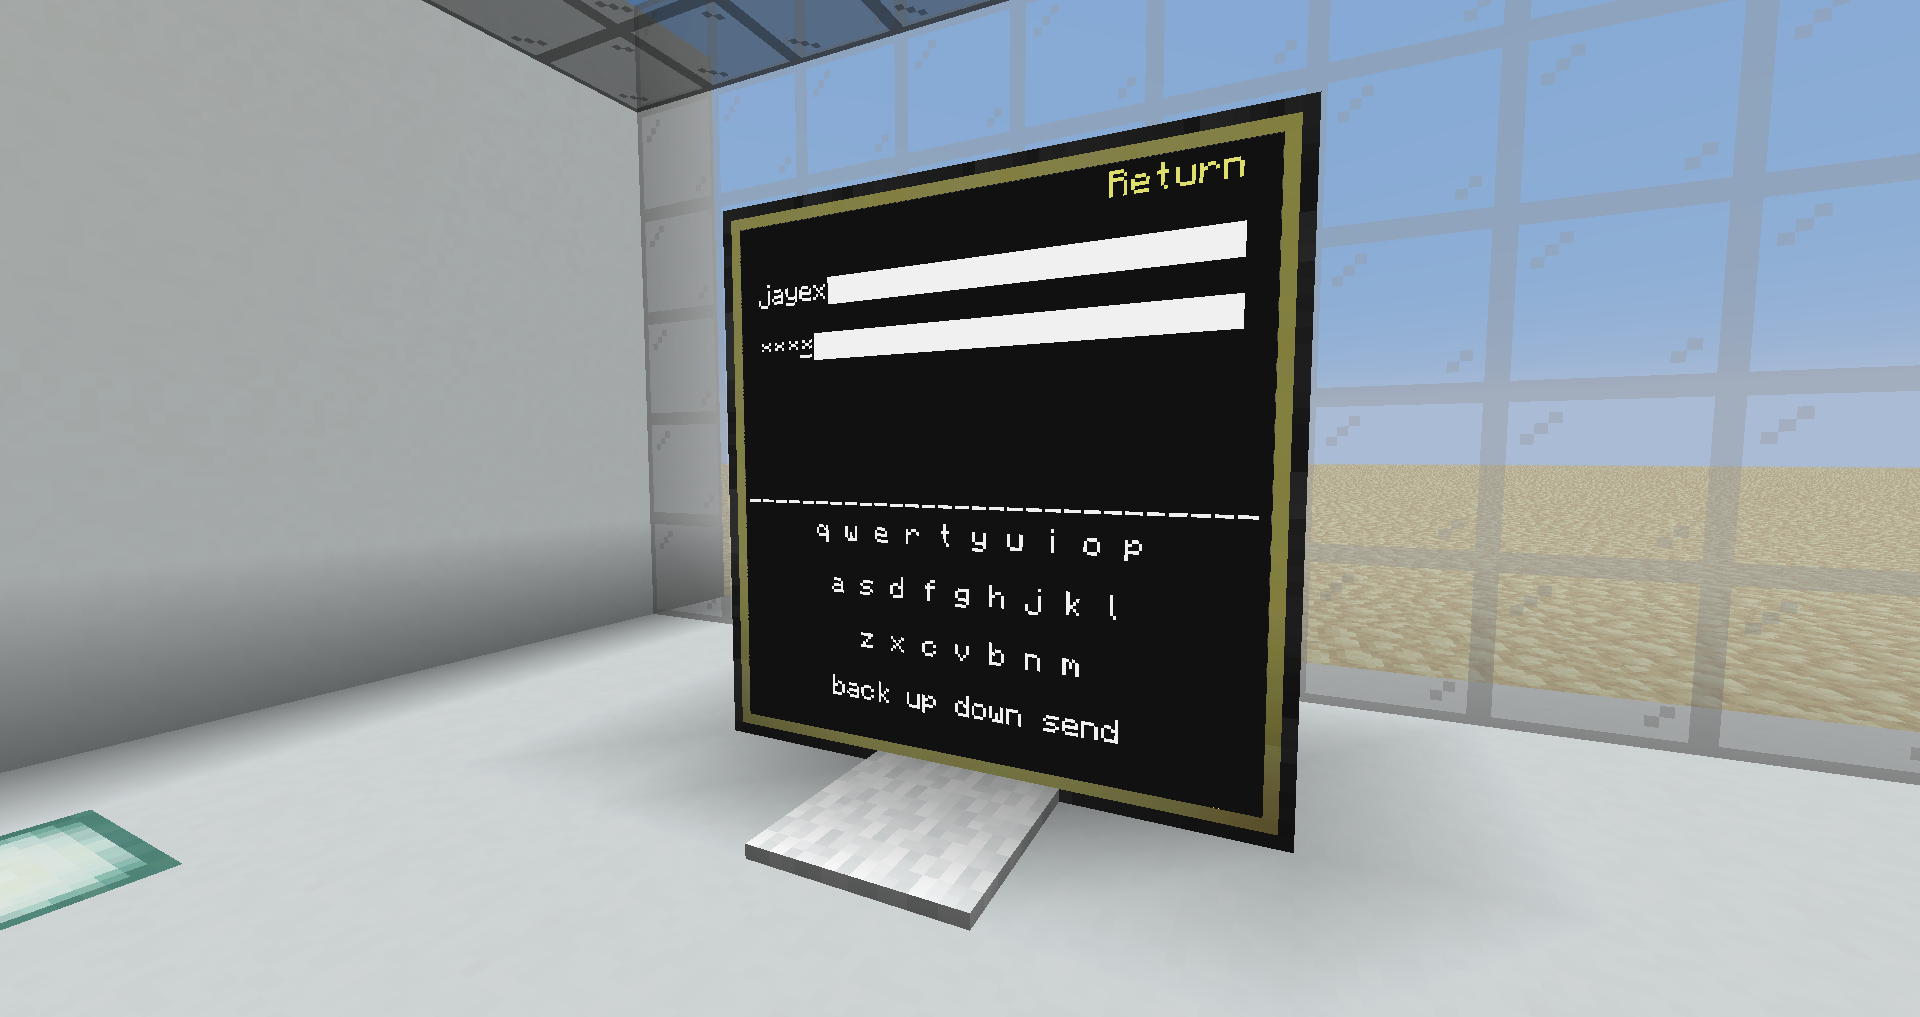 Return
jayex
××××
q w e r t y u i o p
a s d f g h j k l
z x c v b n m
back up down send